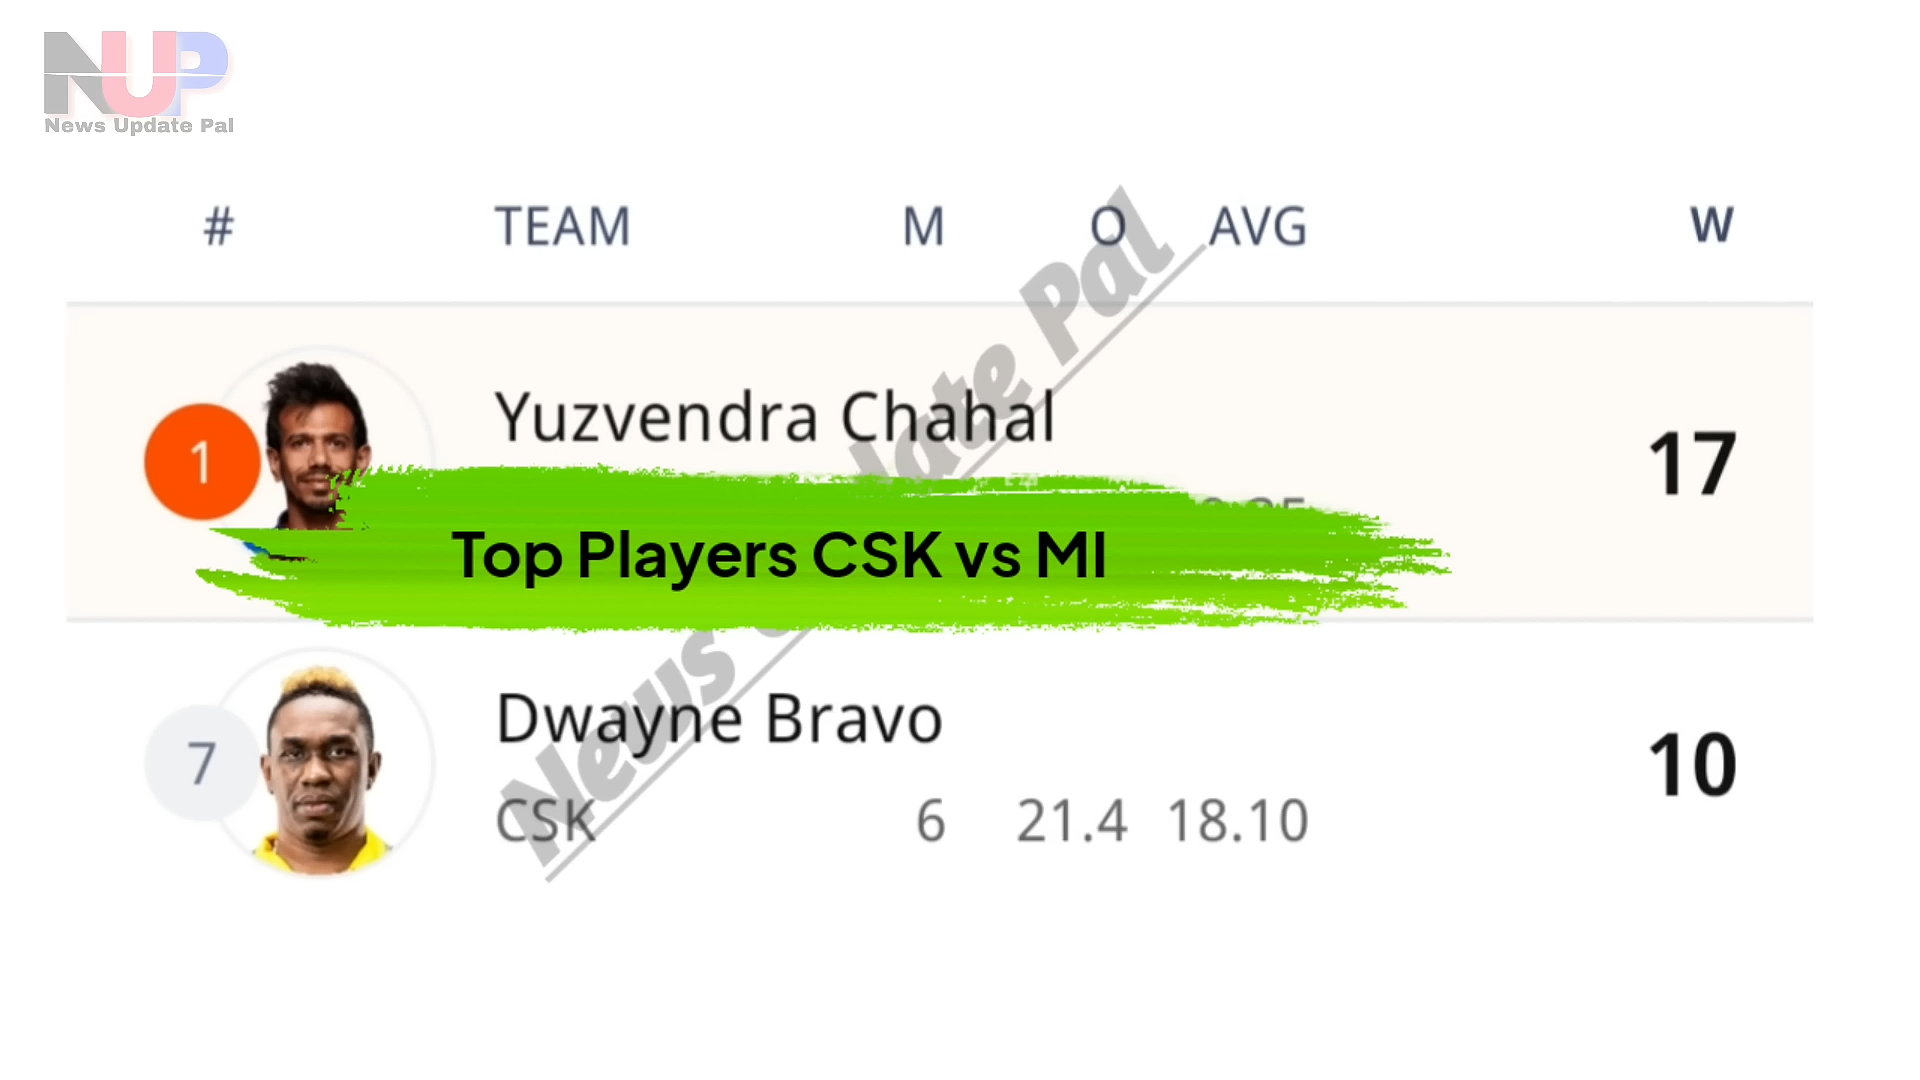 NUP
News Update Pal
# TEAM M O AVG W
1 Yuzvendra Chahal 17
Top Players CSK vs MI
7 Dwayne Bravo 10
CSK 6 21.4 18.10
News Update Pal